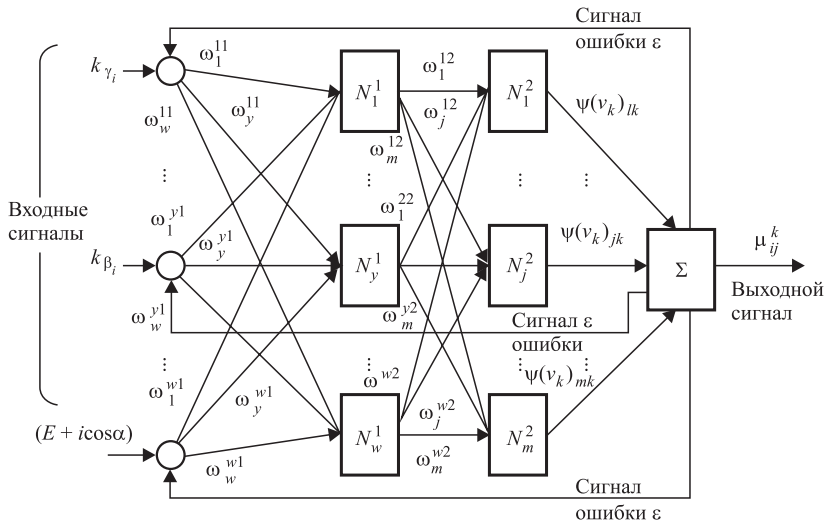 Сигнал
ошибки ε
k γ_i
ω_1^{11}
ω_w^{11}
ω_y^{11}
N_1^1
ω_1^{12}
ω_j^{12}
ω_m^{12}
N_1^2
ψ(v_k)_{lk}
Входные
сигналы
ω_1^{y1}
ω_y^{y1}
k β_i
ω_w^{y1}
N_y^1
ω_1^{22}
ω_m^{y2}
N_j^2
ψ(v_k)_{jk}
Σ
μ_{ij}^k
Выходной
сигнал
Сигнал ε
ошибки
ω_1^{w1}
ω_y^{w1}
ω^{w2}
ψ(v_k)_{mk}
(E + icosα)
ω_w^{w1}
N_w^1
ω_j^{w2}
ω_m^{w2}
N_m^2
Сигнал
ошибки ε